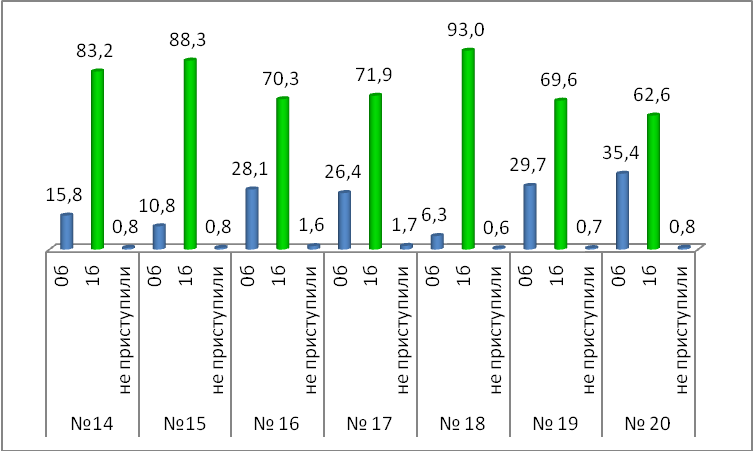 83,2
88,3
70,3
71,9
93,0
69,6
62,6
15,8
0,8
10,8
0,8
28,1
1,6
26,4
1,7
6,3
0,6
29,7
0,7
35,4
0,8
0б
1б
не приступили
0б
1б
не приступили
0б
1б
не приступили
0б
1б
не приступили
0б
1б
не приступили
0б
1б
не приступили
0б
1б
не приступили
№14
№15
№ 16
№ 17
№ 18
№ 19
№ 20